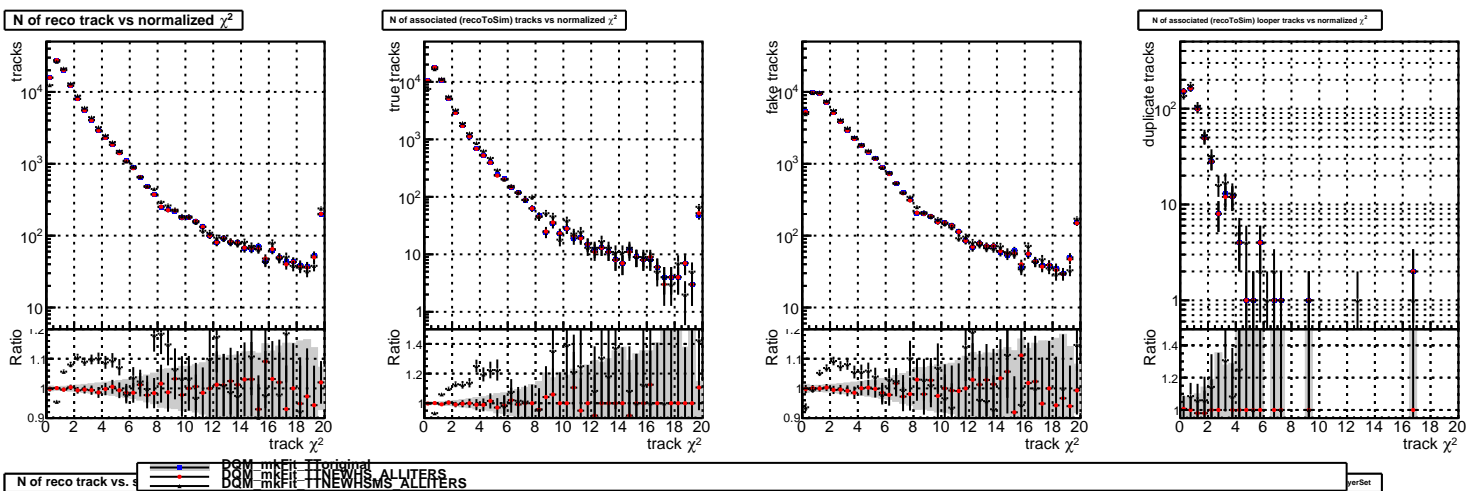 N of reco track vs normalized χ²
N of associated (recoToSim) tracks vs normalized χ²
N of associated (recoToSim) looper tracks vs normalized χ²
tracks
10⁴
10³
10²
10
Ratio
1.2
1.1
1
0.9
0 2 4 6 8 10 12 14 16 18 20
track χ²
true tracks
10⁴
10³
10²
10
1
Ratio
1.4
1.2
1
0 2 4 6 8 10 12 14 16 18 20
track χ²
fake tracks
10⁴
10³
10²
10
Ratio
1.2
1.1
1
0.9
0 2 4 6 8 10 12 14 16 18 20
track χ²
duplicate tracks
10²
10
1
Ratio
1.4
1.2
1
0 2 4 6 8 10 12 14 16 18 20
track χ²
N of reco track vs. s
DQM_mkFit_TToriginal
DQM_mkFit_TTNEWHS_ALLITERS
DQM_mkFit_TTNEWHSMS_ALLITERS
yerSet